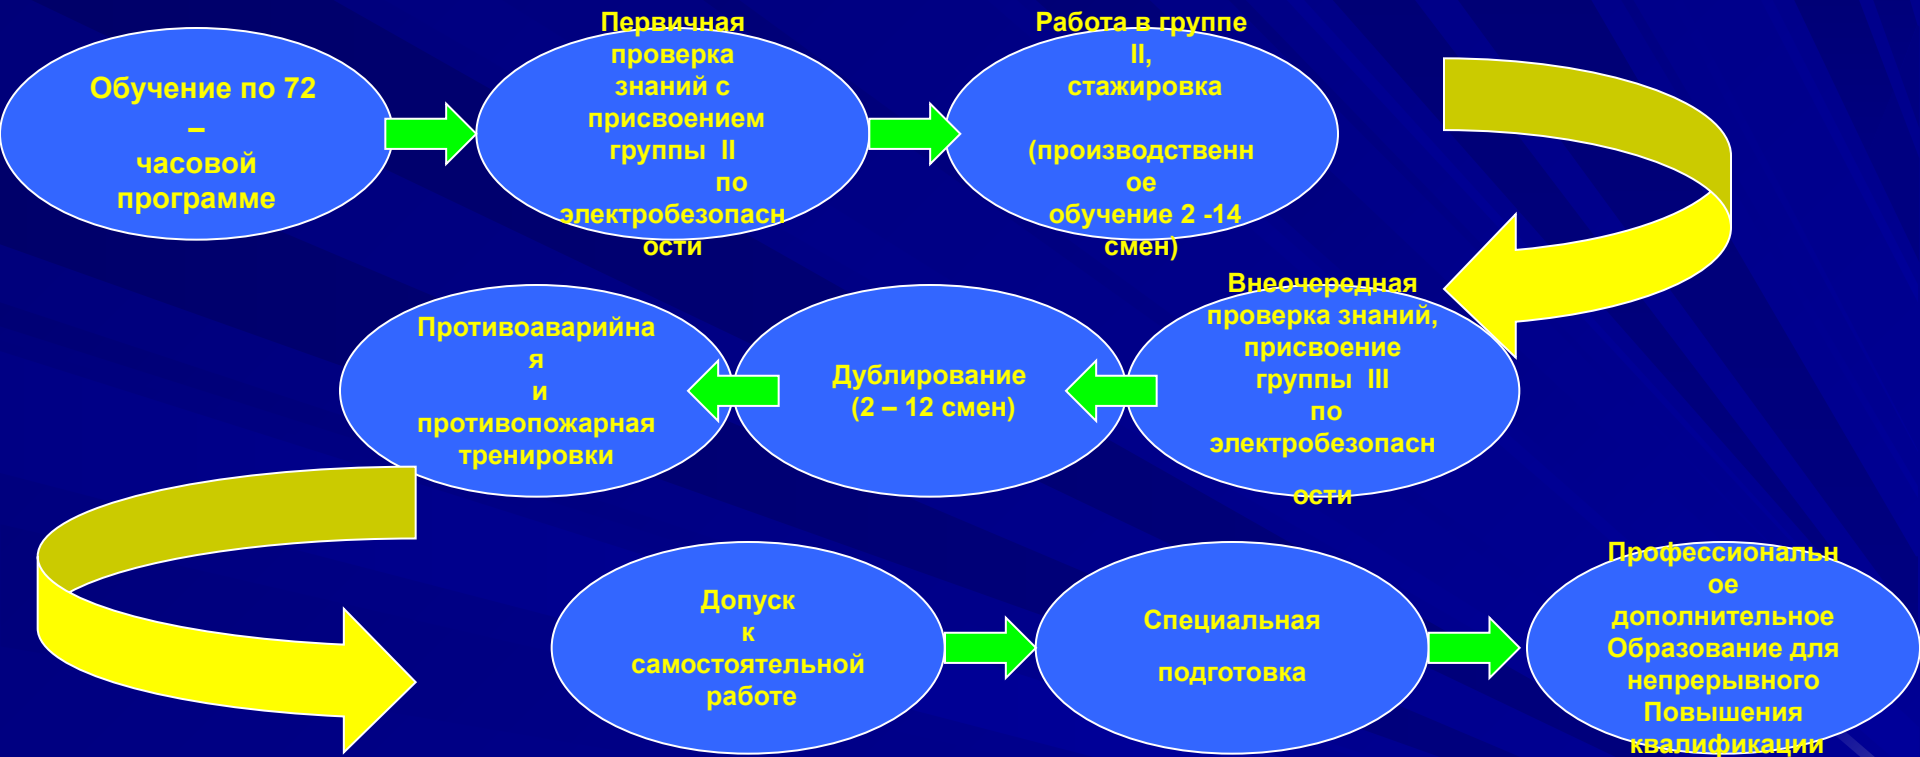 Обучение по 72
–
часовой
программе
Первичная
проверка
знаний с
присвоением
группы II
по
электробезопасн
ости
Работа в группе
II,
стажировка
(производственн
ое
обучение 2 -14
смен)
Внеочередная
проверка знаний,
присвоение
группы III
по
электробезопасн
ости
Дублирование
(2 – 12 смен)
Противоаварийна
я
и
противопожарная
тренировки
Допуск
к
самостоятельной
работе
Специальная
подготовка
Профессиональн
ое
дополнительное
Образование для
непрерывного
Повышения
квалификации